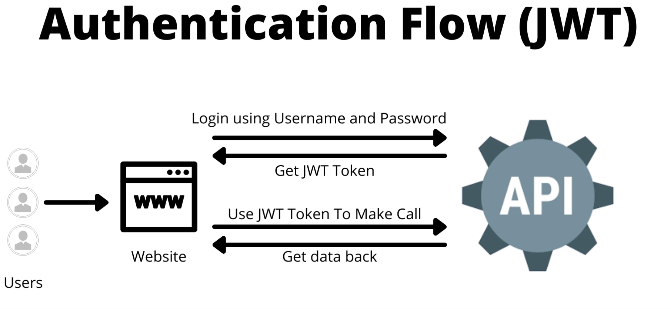 Authentication Flow (JWT)
Login using Username and Password
Get JWT Token
Use JWT Token To Make Call
Get data back
www
Website
Users
API